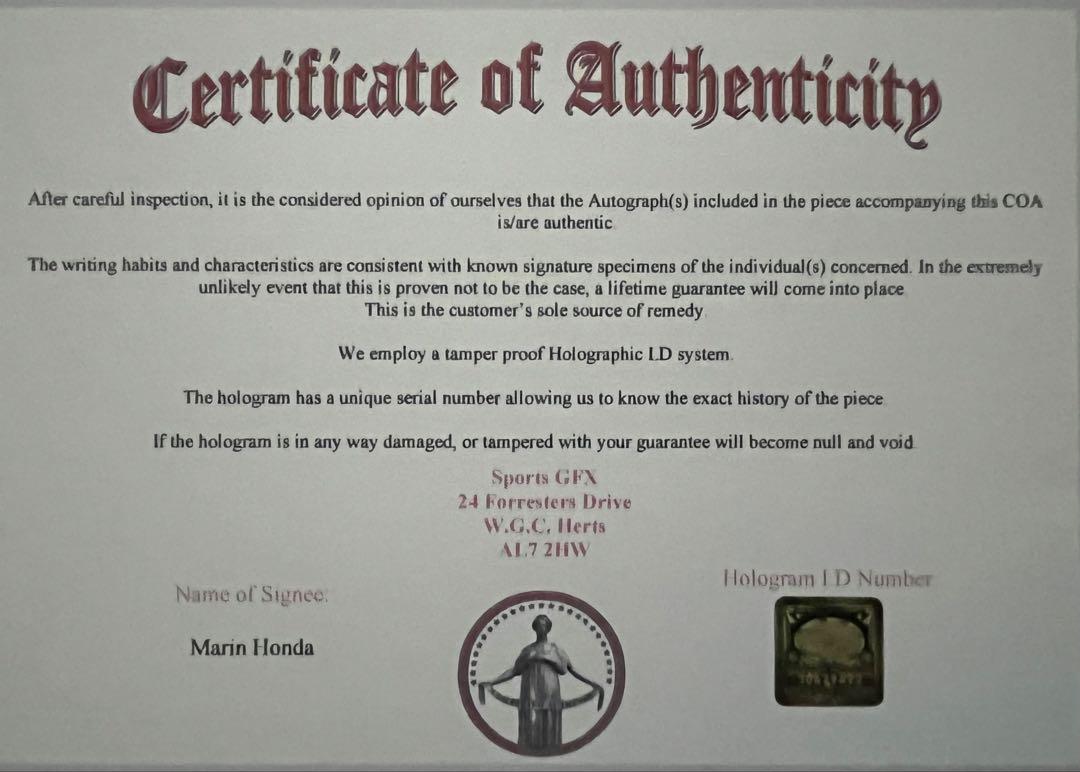 Certificate of Authenticity
After careful inspection, it is the considered opinion of ourselves that the Autograph(s) included in the piece accompanying this COA
is/are authentic
The writing habits and characteristics are consistent with known signature specimens of the individual(s) concerned. In the extremely
unlikely event that this is proven not to be the case, a lifetime guarantee will come into place
This is the customer's sole source of remedy
We employ a tamper proof Holographic I.D system.
The hologram has a unique serial number allowing us to know the exact history of the piece
If the hologram is in any way damaged, or tampered with your guarantee will become null and void
Sports GFX
24 Forresters Drive
W.G.C. Herts
AL7 2HW
Hologram I D Number
Name of Signee:
Marin Honda